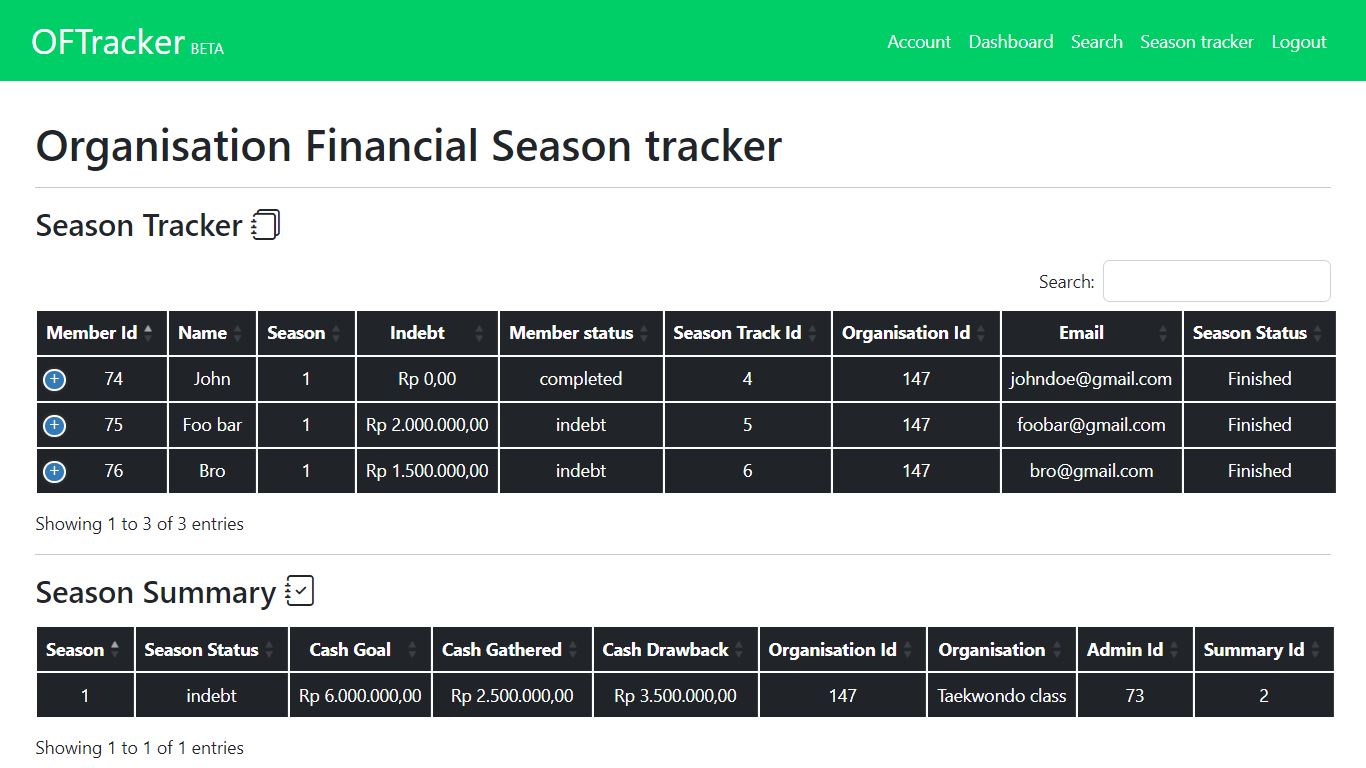 OFTracker BETA Account Dashboard Search Season tracker Logout
Organisation Financial Season tracker
Season Tracker
Search:
Member Id Name Season Indebt Member status Season Track Id Organisation Id Email Season Status
74 John 1 Rp 0,00 completed 4 147 johndoe@gmail.com Finished
75 Foo bar 1 Rp 2.000.000,00 indebt 5 147 foobar@gmail.com Finished
76 Bro 1 Rp 1.500.000,00 indebt 6 147 bro@gmail.com Finished
Showing 1 to 3 of 3 entries
Season Summary
Season Season Status Cash Goal Cash Gathered Cash Drawback Organisation Id Organisation Admin Id Summary Id
1 indebt Rp 6.000.000,00 Rp 2.500.000,00 Rp 3.500.000,00 147 Taekwondo class 73 2
Showing 1 to 1 of 1 entries